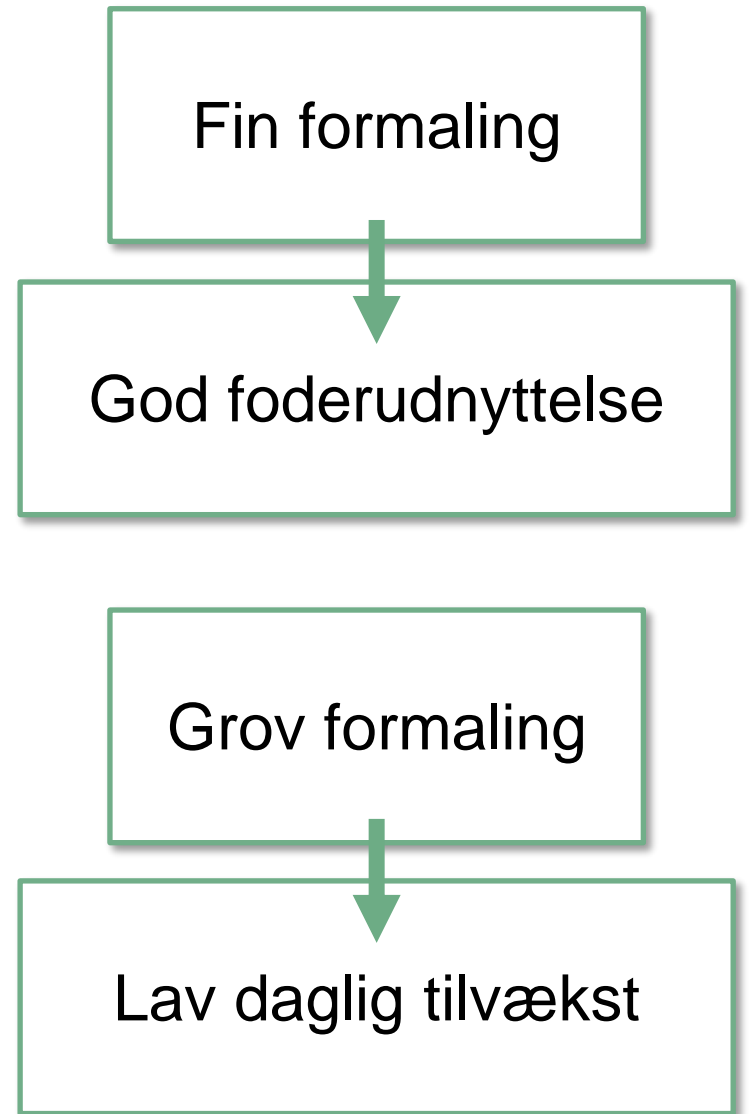 Fin formaling
God foderudnyttelse
Grov formaling
Lav daglig tilvækst